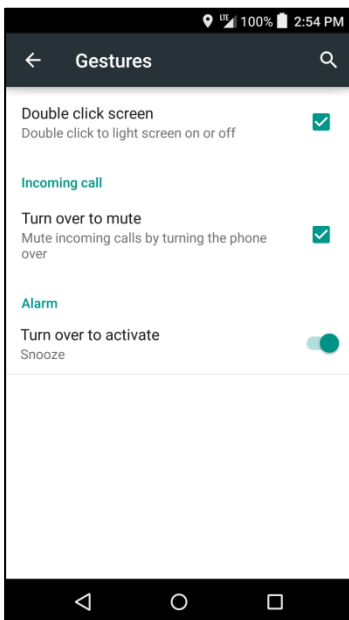 LTE 100% 2:54 PM
Gestures
Double click screen
Double click to light screen on or off
Incoming call
Turn over to mute
Mute incoming calls by turning the phone
over
Alarm
Turn over to activate
Snooze